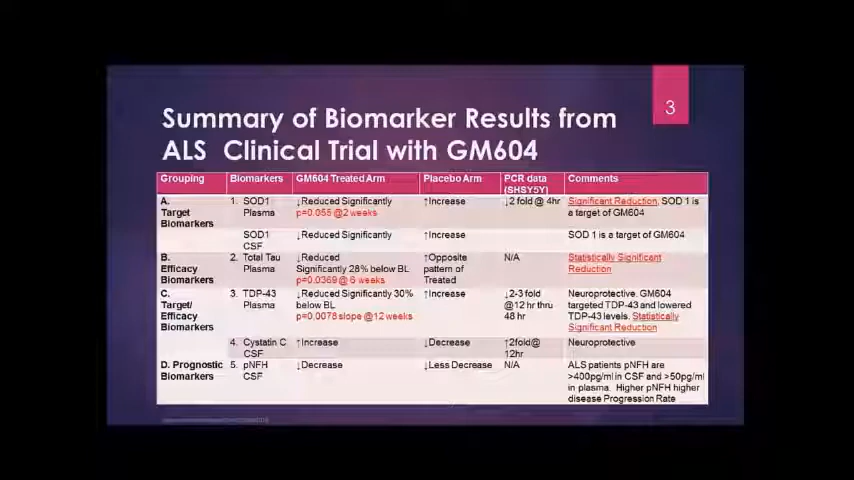 3
Summary of Biomarker Results from
ALS Clinical Trial with GM604
Grouping Biomarkers GM604 Treated Arm Placebo Arm PCR data (SHSY5Y) Comments
A. Target Biomarkers 1. SOD1 Plasma ↓Reduced Significantly p=0.055 @2 weeks ↑Increase ↓2 fold @ 4hr Significant Reduction. SOD 1 is a target of GM604
SOD1 CSF ↓Reduced Significantly ↑Increase SOD 1 is a target of GM604
B. Efficacy Biomarkers 2. Total Tau Plasma ↓Reduced Significantly 28% below BL p=0.0369 @ 6 weeks ↑Opposite pattern of Treated N/A Statistically Significant Reduction
C. Target/ Efficacy Biomarkers 3. TDP-43 Plasma ↓Reduced Significantly 30% below BL p=0.0078 slope @12 weeks ↑Increase ↓2-3 fold @12 hr thru 48 hr Neuroprotective. GM604 targeted TDP-43 and lowered TDP-43 levels. Statistically Significant Reduction
4. Cystatin C CSF ↑Increase ↓Decrease ↑2fold@ 12hr Neuroprotective
D. Prognostic Biomarkers 5. pNFH CSF ↓Decrease ↓Less Decrease N/A ALS patients pNFH are >400pg/ml in CSF and >50pg/ml in plasma. Higher pNFH higher disease Progression Rate